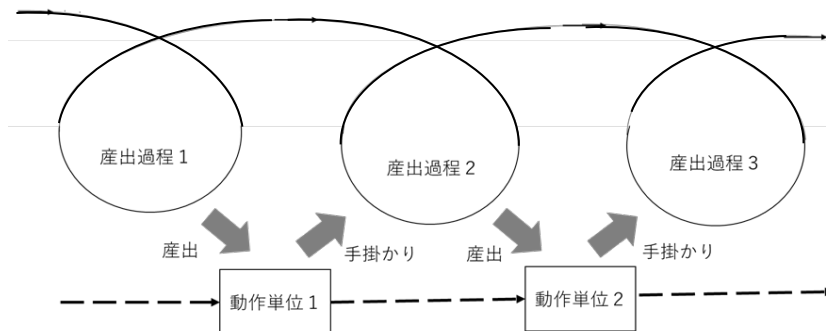 産出過程1
産出過程2
産出過程3
産出
手掛かり
産出
手掛かり
動作単位1
動作単位2